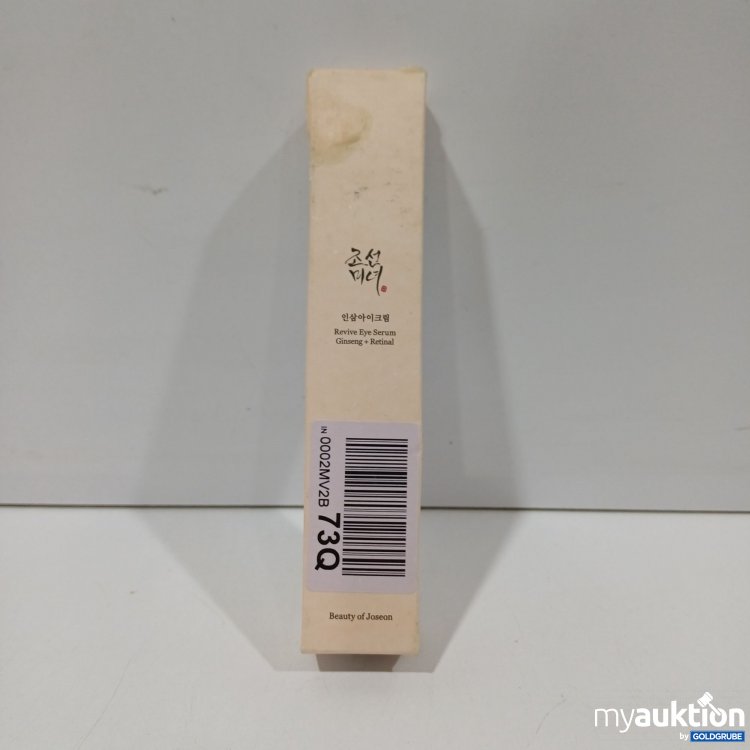 조선
미녀
인삼아이크림
Revive Eye Serum
Ginseng + Retinal
IN 0002MV2B 73Q
Beauty of Joseon
myauktion
by GOLDGRUBE